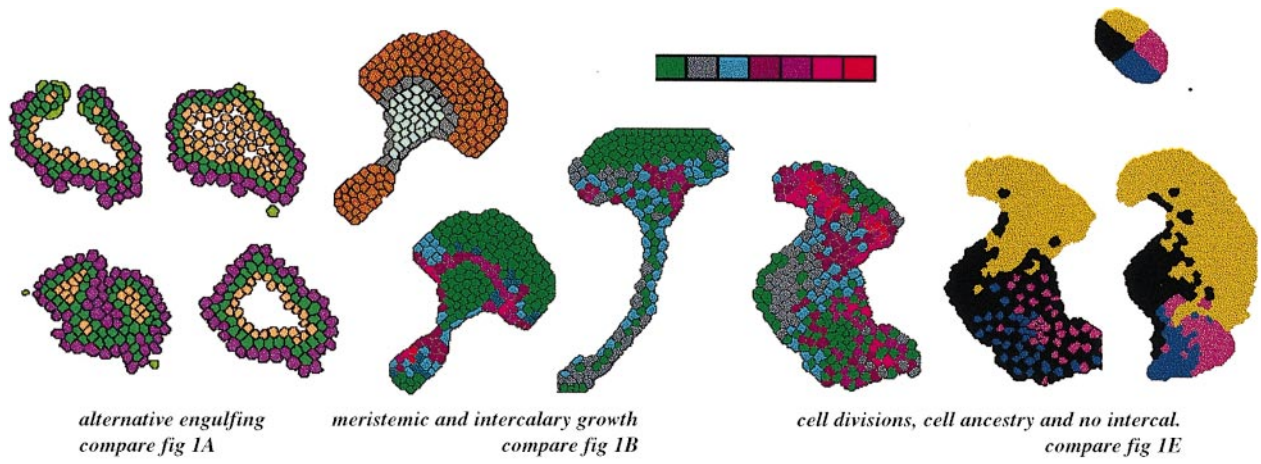 alternative engulfing
compare fig 1A
meristemic and intercalary growth
compare fig 1B
cell divisions, cell ancestry and no intercal.
compare fig 1E